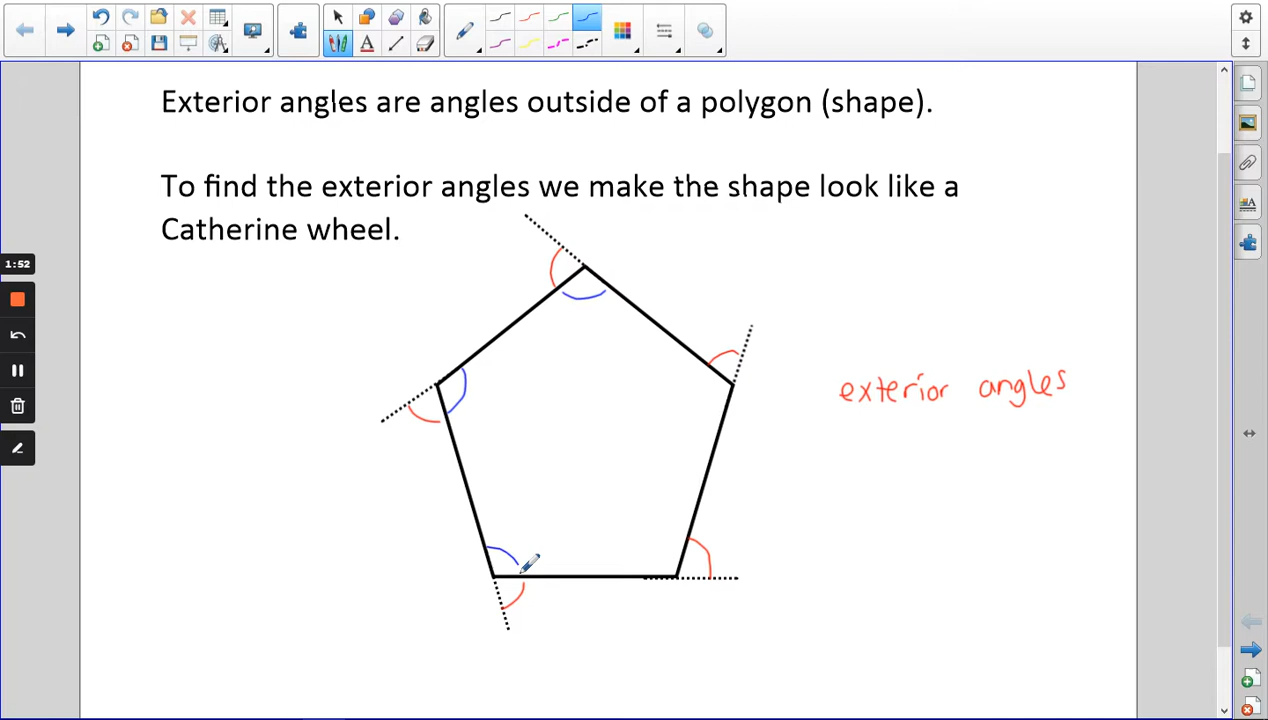 Exterior angles are angles outside of a polygon (shape).
To find the exterior angles we make the shape look like a
Catherine wheel.
1:52
exterior angles